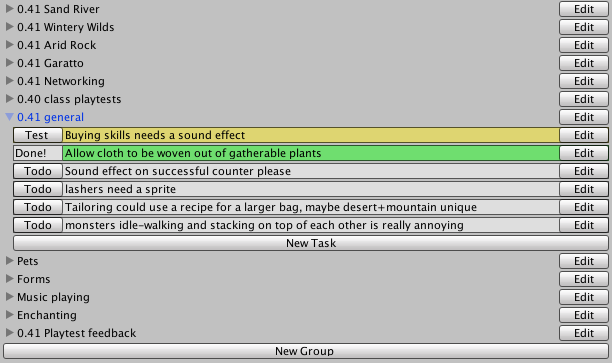 0.41 Sand River Edit
0.41 Wintery Wilds Edit
0.41 Arid Rock Edit
0.41 Garatto Edit
0.41 Networking Edit
0.40 class playtests Edit
0.41 general Edit
Test Buying skills needs a sound effect Edit
Done! Allow cloth to be woven out of gatherable plants Edit
Todo Sound effect on successful counter please Edit
Todo lashers need a sprite Edit
Todo Tailoring could use a recipe for a larger bag, maybe desert+mountain unique Edit
Todo monsters idle-walking and stacking on top of each other is really annoying Edit
New Task
Pets Edit
Forms Edit
Music playing Edit
Enchanting Edit
0.41 Playtest feedback Edit
New Group